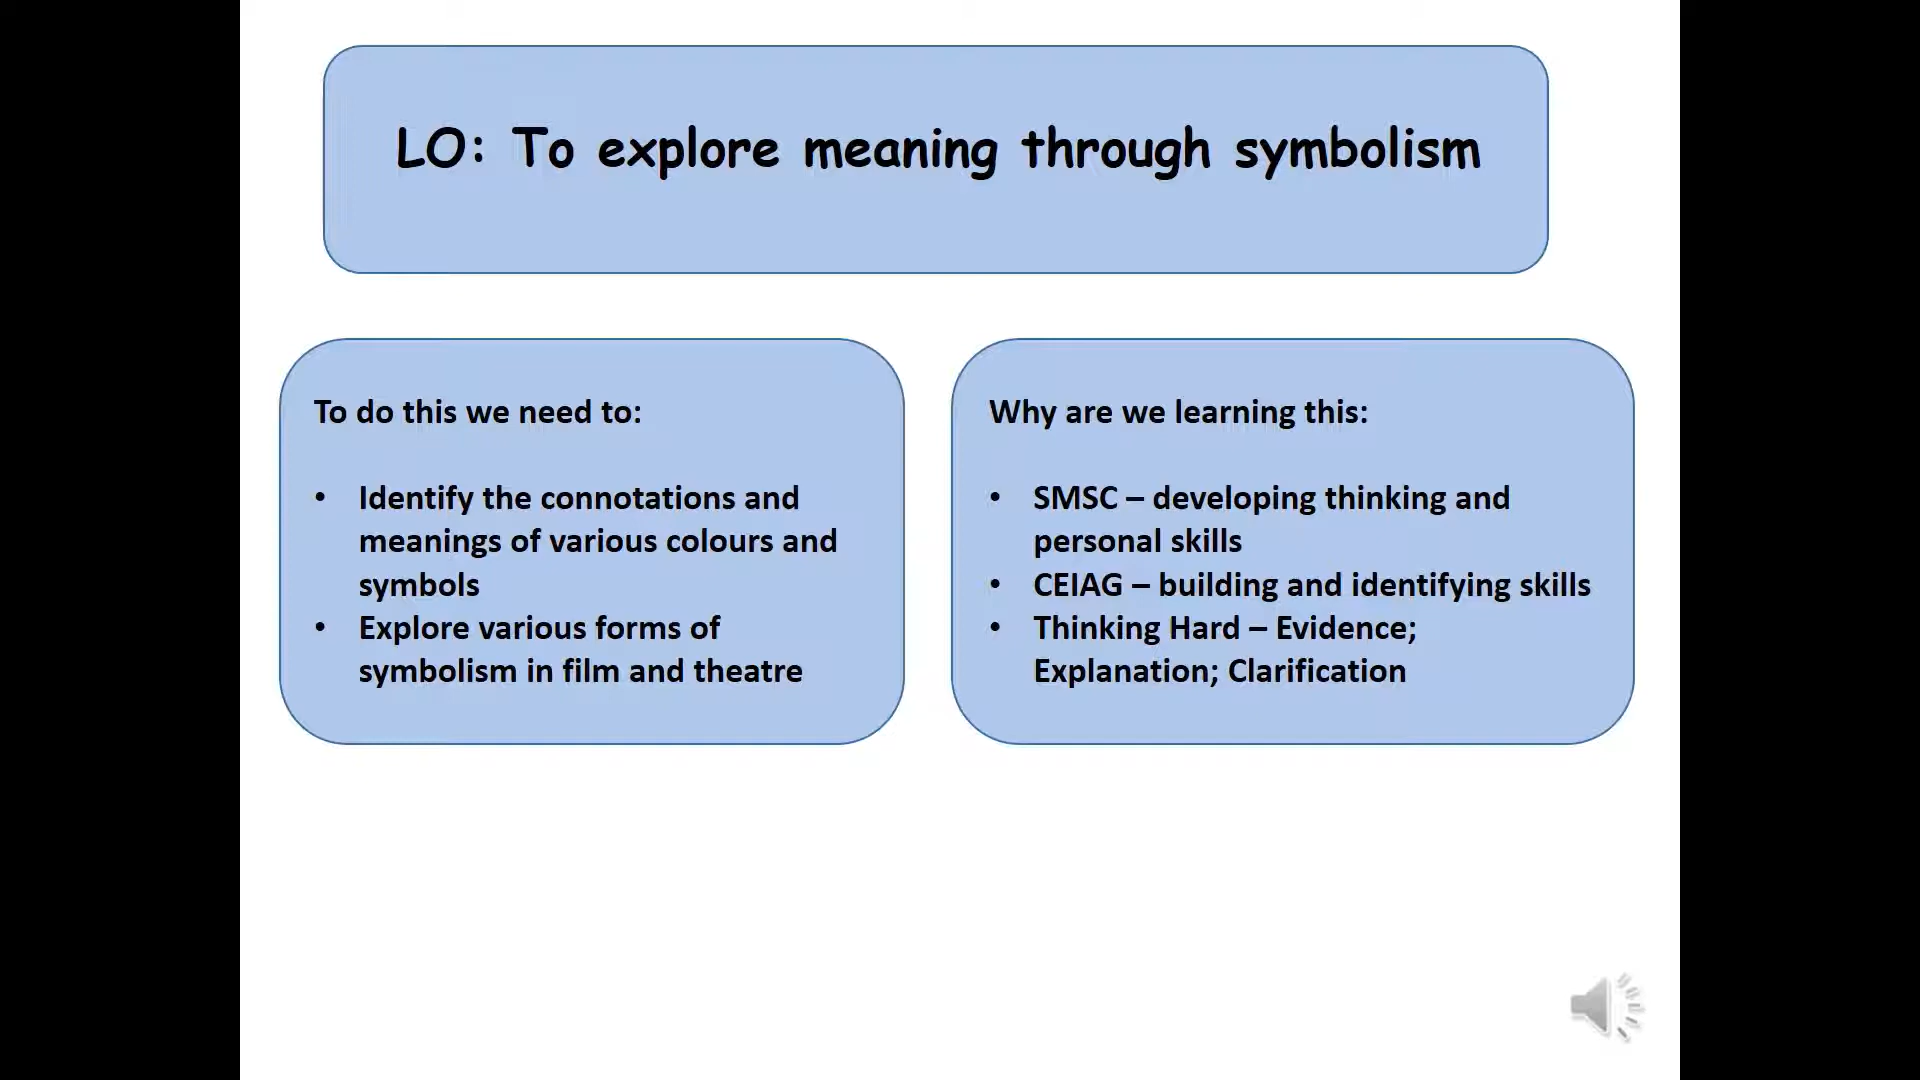 LO: To explore meaning through symbolism
To do this we need to:
• Identify the connotations and
meanings of various colours and
symbols
• Explore various forms of
symbolism in film and theatre
Why are we learning this:
• SMSC – developing thinking and
personal skills
• CEIAG – building and identifying skills
• Thinking Hard – Evidence;
Explanation; Clarification